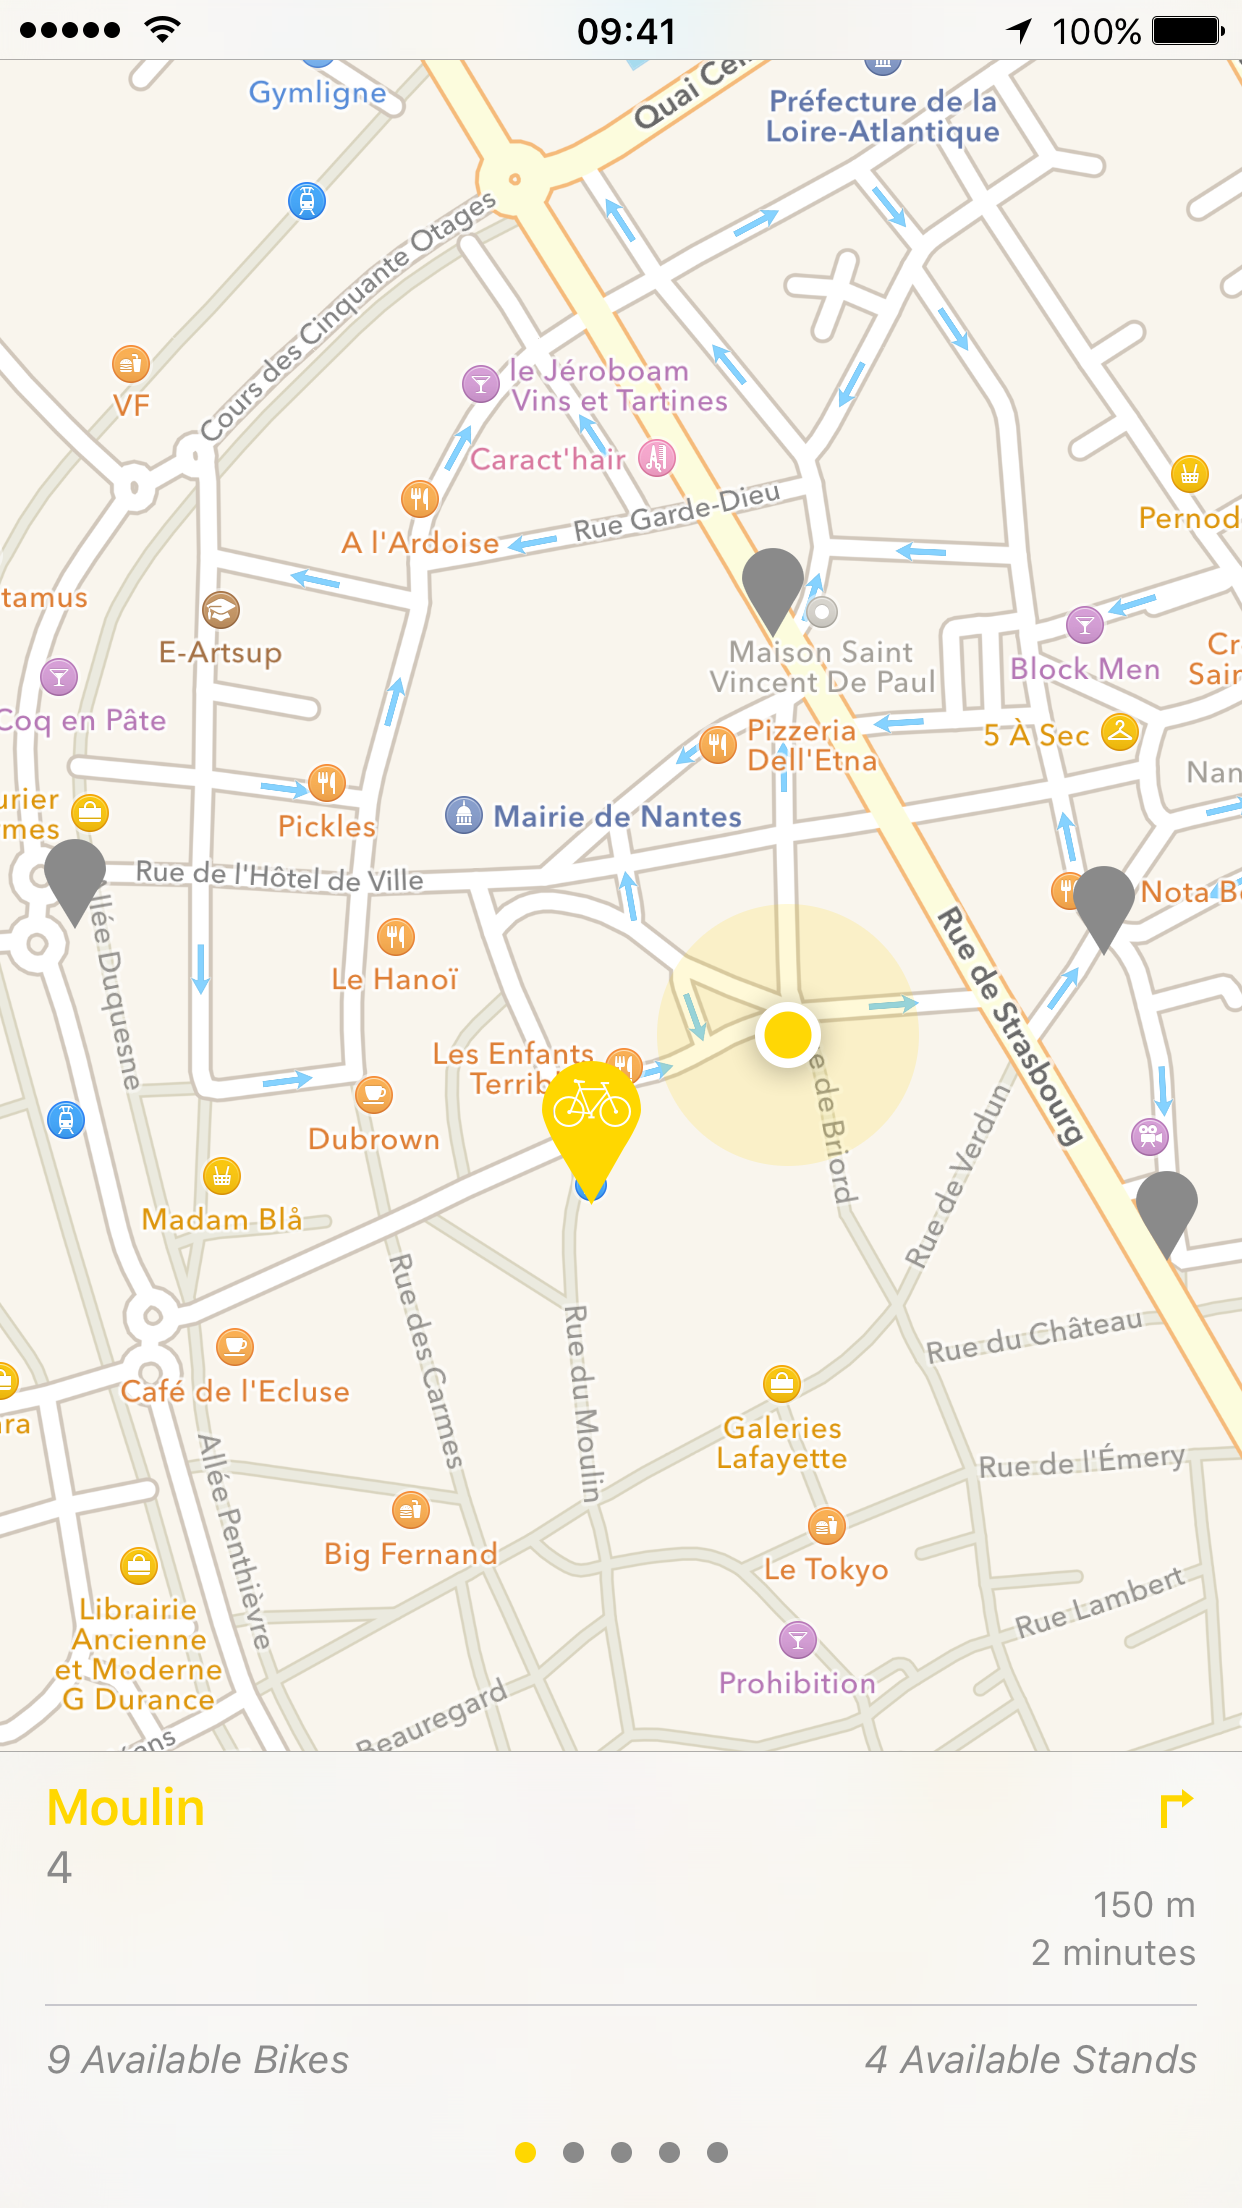 09:41
100%
Gymligne
Quai Cei
Préfecture de la
Loire-Atlantique
Cours des Cinquante Otages
VF
le Jéroboam
Vins et Tartines
Caract'hair
Rue Garde-Dieu
A l'Ardoise
Pernod
tamus
E-Artsup
Maison Saint
Vincent De Paul
Block Men
Cr
Sain
Coq en Pâte
Pizzeria
Dell'Etna
5 À Sec
Nan
urier
mes
Pickles
Mairie de Nantes
Rue de l'Hôtel de Ville
Nota B
Allée Duquesne
Le Hanoï
Rue de Strasbourg
Les Enfants
Terrib
e de Briord
Rue de Verdun
Dubrown
Madam Blå
Rue des Carmes
Rue du Moulin
Rue du Château
Café de l'Ecluse
ara
Galeries
Lafayette
Allée Penthièvre
Rue de l'Émery
Big Fernand
Le Tokyo
Librairie
Ancienne
et Moderne
G Durance
Rue Lambert
Prohibition
Beauregard
ans
Moulin
4
150 m
2 minutes
9 Available Bikes
4 Available Stands